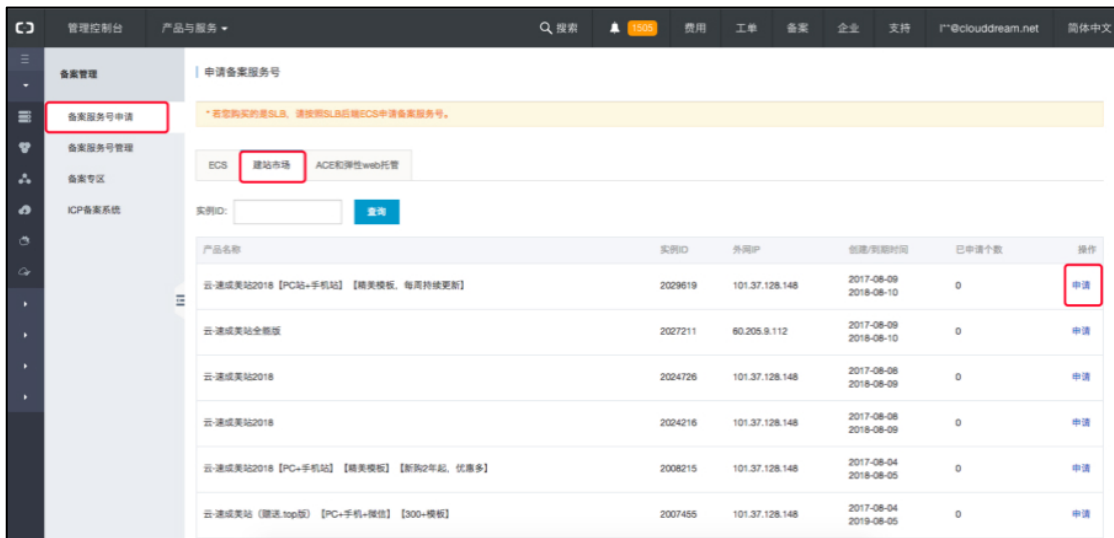 管理控制台 产品与服务 搜索 1505 费用 工单 备案 企业 支持 l***@clouddream.net 简体中文
备案管理
申请备案服务号
备案服务号申请
*若您购买的是SLB，请按照SLB后端ECS申请备案服务号。
备案服务号管理
ECS 建站市场 ACE和弹性web托管
备案专区
ICP备案系统
实例ID: 查询
产品名称 实例ID 外网IP 创建/到期时间 已申请个数 操作
云·速成美站2018【PC站+手机站】【精美模板，每周持续更新】 2029619 101.37.128.148 2017-08-09 0 申请
2018-08-10
云·速成美站全能版 2027211 60.205.9.112 2017-08-09 0 申请
2018-08-10
云·速成美站2018 2024726 101.37.128.148 2017-08-08 0 申请
2018-08-09
云·速成美站2018 2024216 101.37.128.148 2017-08-08 0 申请
2018-08-09
云·速成美站2018【PC+手机站】【精美模板】【新购2年起，优惠多】 2008215 101.37.128.148 2017-08-04 0 申请
2018-08-05
云·速成美站（赠送.top版）【PC+手机+微信】【300+模板】 2007455 101.37.128.148 2017-08-04 0 申请
2019-08-05